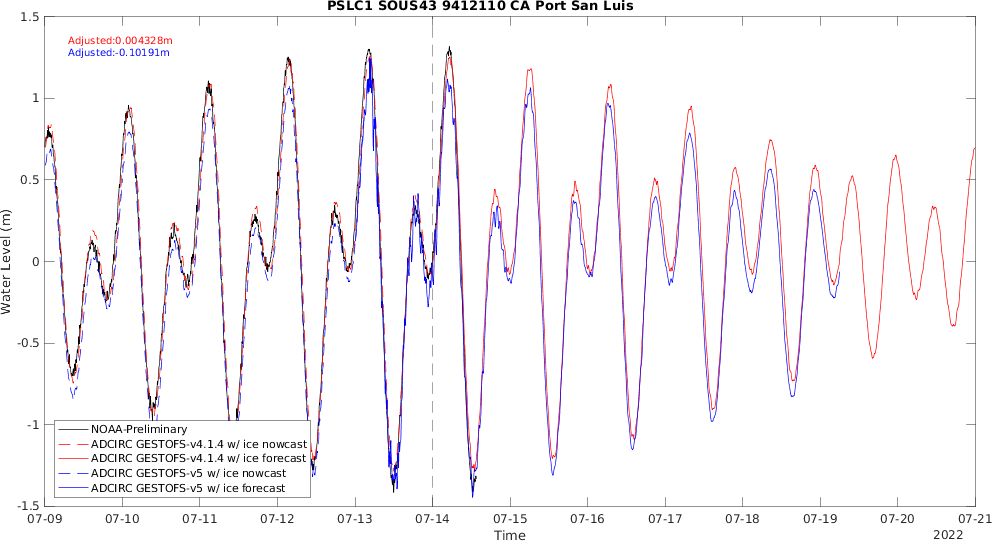 PSLC1 SOUS43 9412110 CA Port San Luis
Adjusted:0.004328m
Adjusted:-0.10191m
Water Level (m)
1.5
1
0.5
0
-0.5
-1
-1.5
NOAA-Preliminary
ADCIRC GESTOFS-v4.1.4 w/ ice nowcast
ADCIRC GESTOFS-v4.1.4 w/ ice forecast
ADCIRC GESTOFS-v5 w/ ice nowcast
ADCIRC GESTOFS-v5 w/ ice forecast
07-09 07-10 07-11 07-12 07-13 07-14 07-15 07-16 07-17 07-18 07-19 07-20 07-21
Time
2022